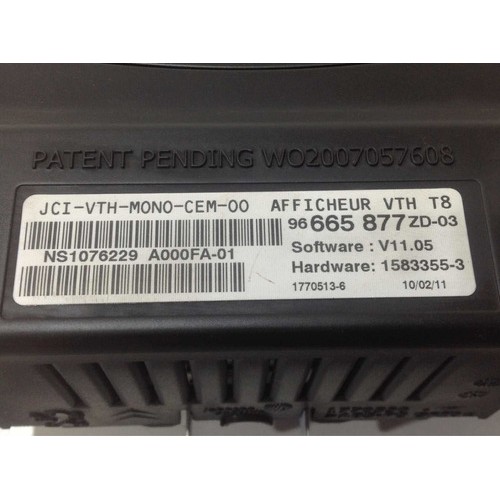 PATENT PENDING WO2007057608
JCI-VTH-MONO-CEM-00 AFFICHEUR VTH T8
96 665 877 ZD-03
NS1076229 A000FA-01
Software : V11.05
Hardware: 1583355-3
1770513-6 10/02/11